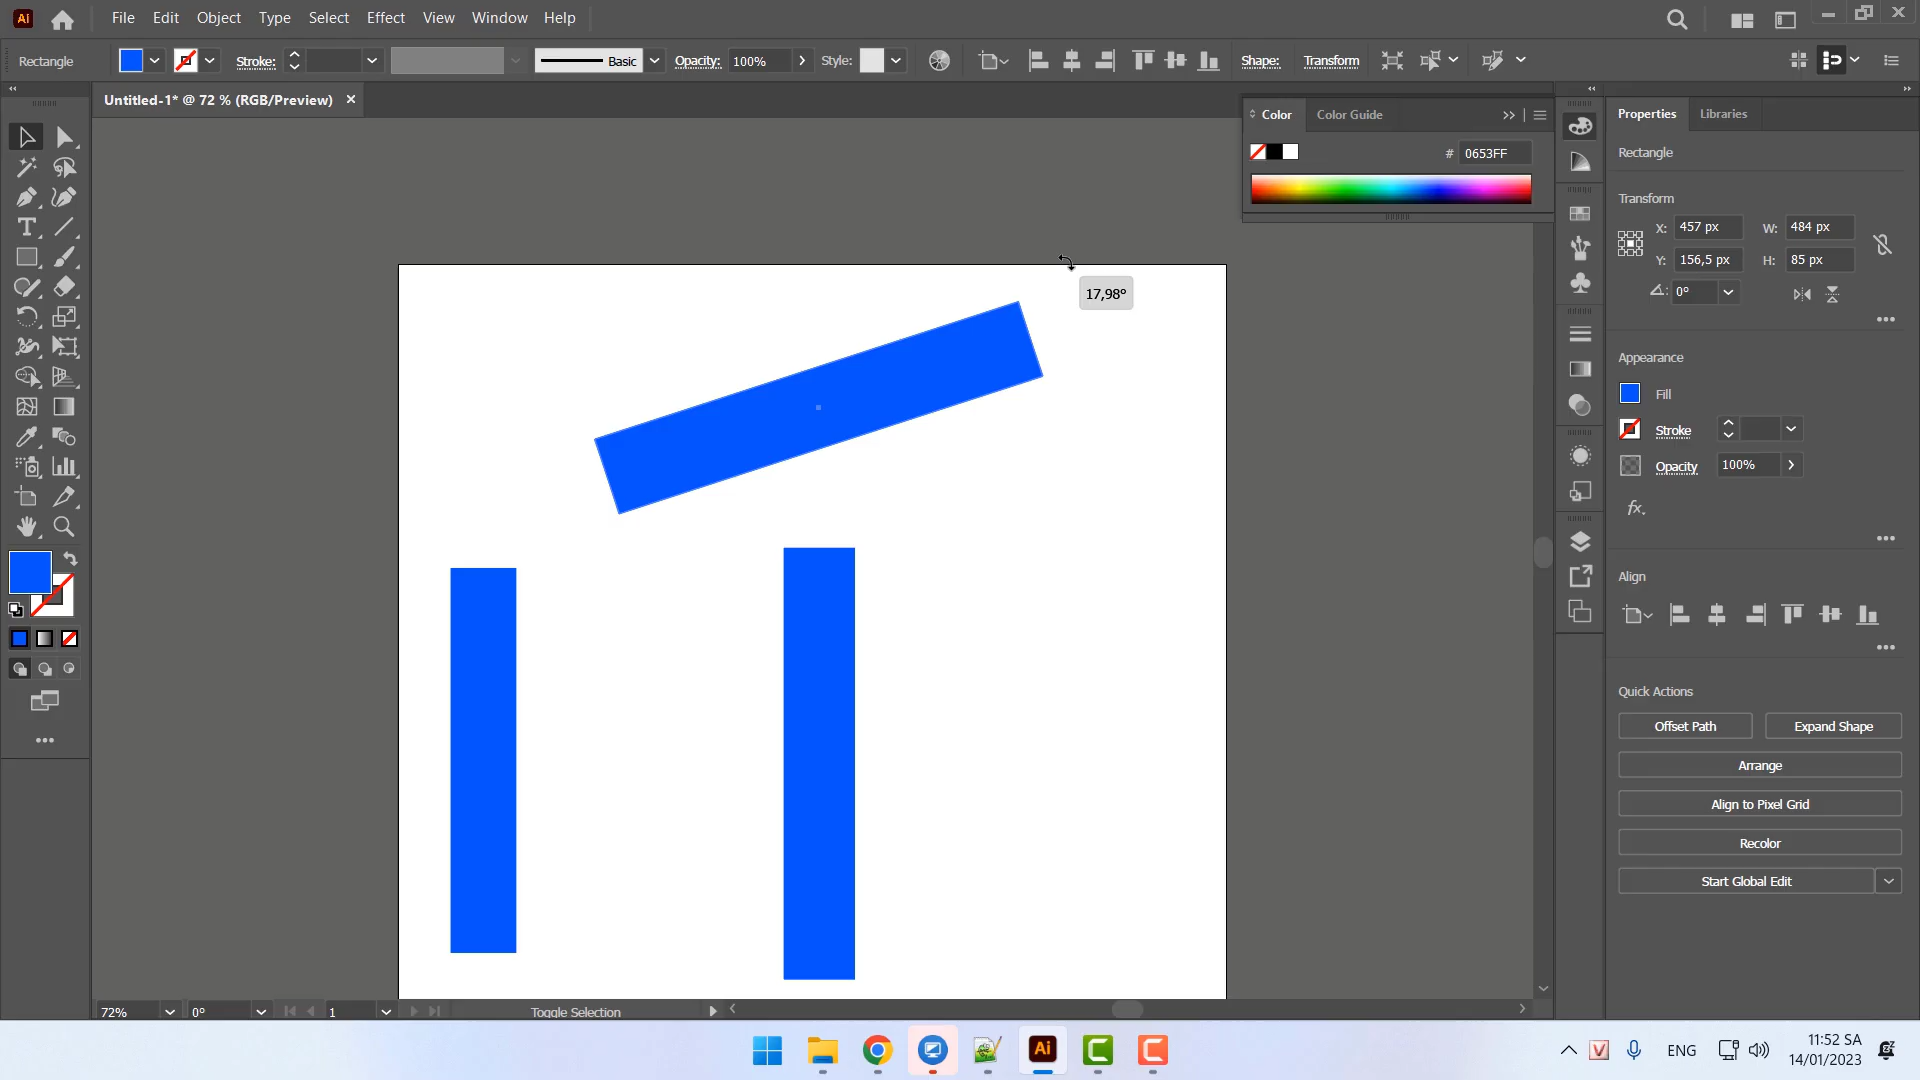 Ai File Edit Object Type Select Effect View Window Help
Rectangle Stroke: Basic Opacity: 100% Style: Shape: Transform
Untitled-1* @ 72 % (RGB/Preview) ×
Color Color Guide
# 0653FF
17,98°
Properties Libraries
Rectangle
Transform
X: 457 px W: 484 px
Y: 156,5 px H: 85 px
0°
Appearance
Fill
Stroke
Opacity 100%
fx.
Align
Quick Actions
Offset Path Expand Shape
Arrange
Align to Pixel Grid
Recolor
Start Global Edit
72% 0° 1 Toggle Selection
Ai
V ENG 11:52 SA
14/01/2023